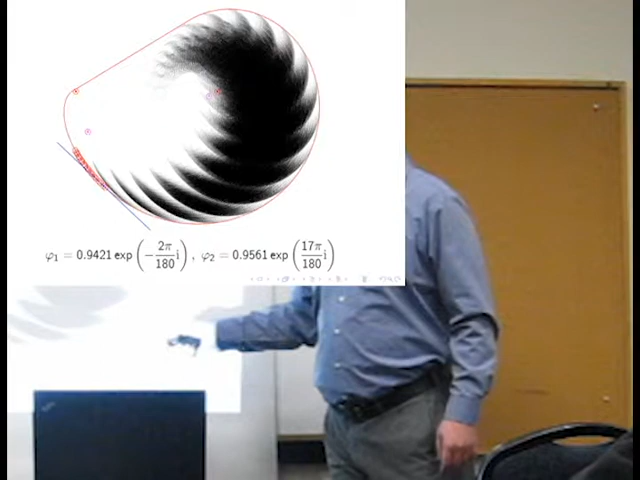 φ₁ = 0.9421 exp(−2π/180 i), φ₂ = 0.9561 exp(17π/180 i)